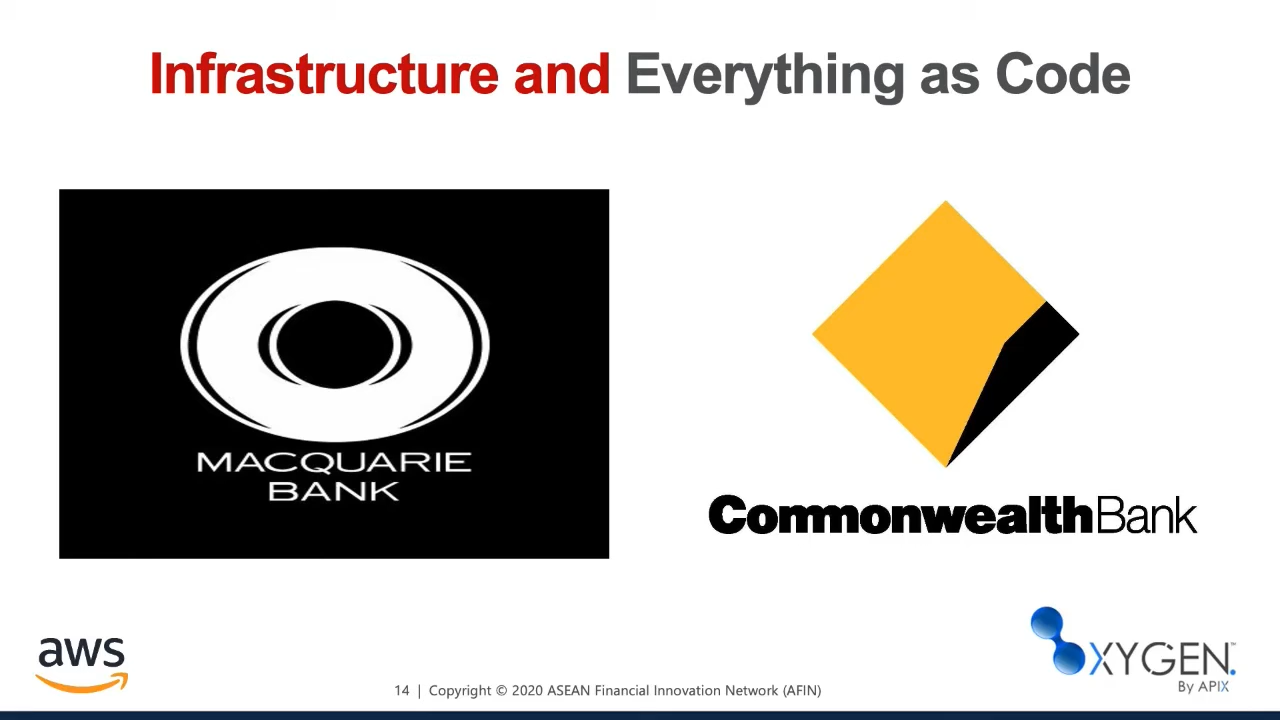 Infrastructure and Everything as Code
MACQUARIE
BANK
CommonwealthBank
aws
OXYGEN™
By APIX
14 | Copyright © 2020 ASEAN Financial Innovation Network (AFIN)